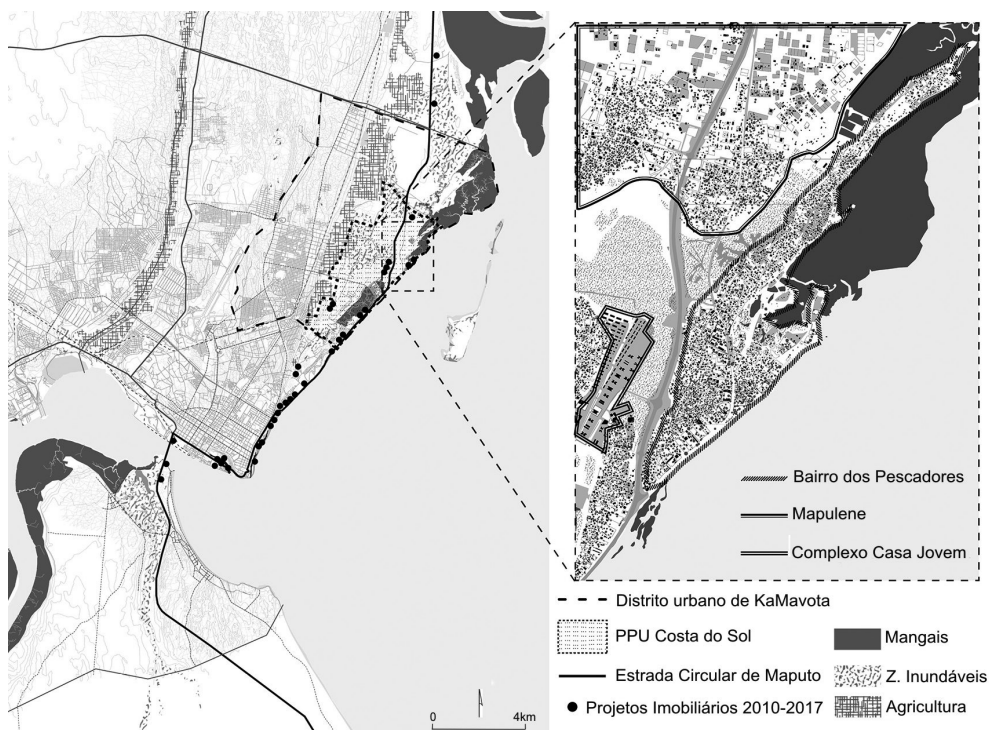 Bairro dos Pescadores
Mapulene
Complexo Casa Jovem
Distrito urbano de KaMavota
PPU Costa do Sol
Mangais
Estrada Circular de Maputo
Z. Inundáveis
Projetos Imobiliários 2010-2017
Agricultura
0
4km